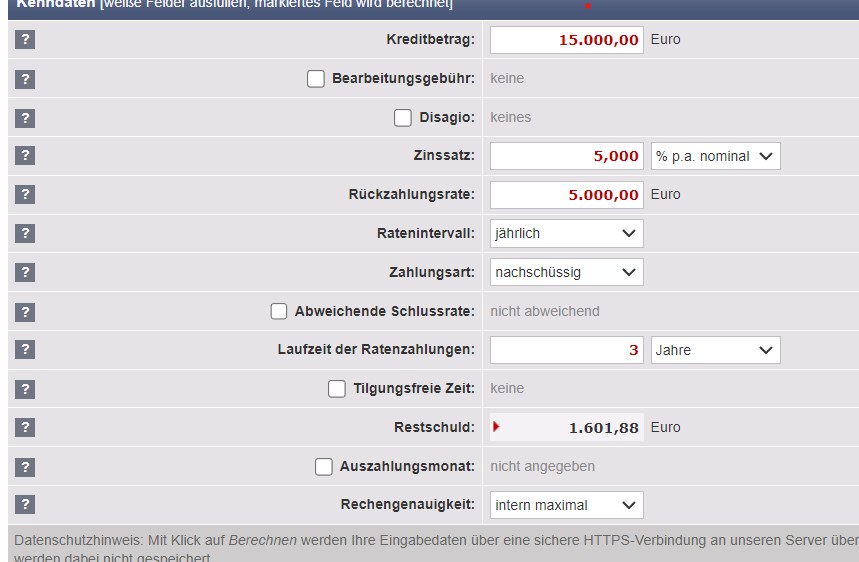 Kenndaten [weiße Felder ausfüllen, markiertes Feld wird berechnet]
? Kreditbetrag: 15.000,00 Euro
? Bearbeitungsgebühr: keine
? Disagio: keines
? Zinssatz: 5,000 % p.a. nominal
? Rückzahlungsrate: 5.000,00 Euro
? Ratenintervall: jährlich
? Zahlungsart: nachschüssig
? Abweichende Schlussrate: nicht abweichend
? Laufzeit der Ratenzahlungen: 3 Jahre
? Tilgungsfreie Zeit: keine
? Restschuld: 1.601,88 Euro
? Auszahlungsmonat: nicht angegeben
? Rechengenauigkeit: intern maximal
Datenschutzhinweis: Mit Klick auf Berechnen werden Ihre Eingabedaten über eine sichere HTTPS-Verbindung an unseren Server über
werden dabei nicht gespeichert